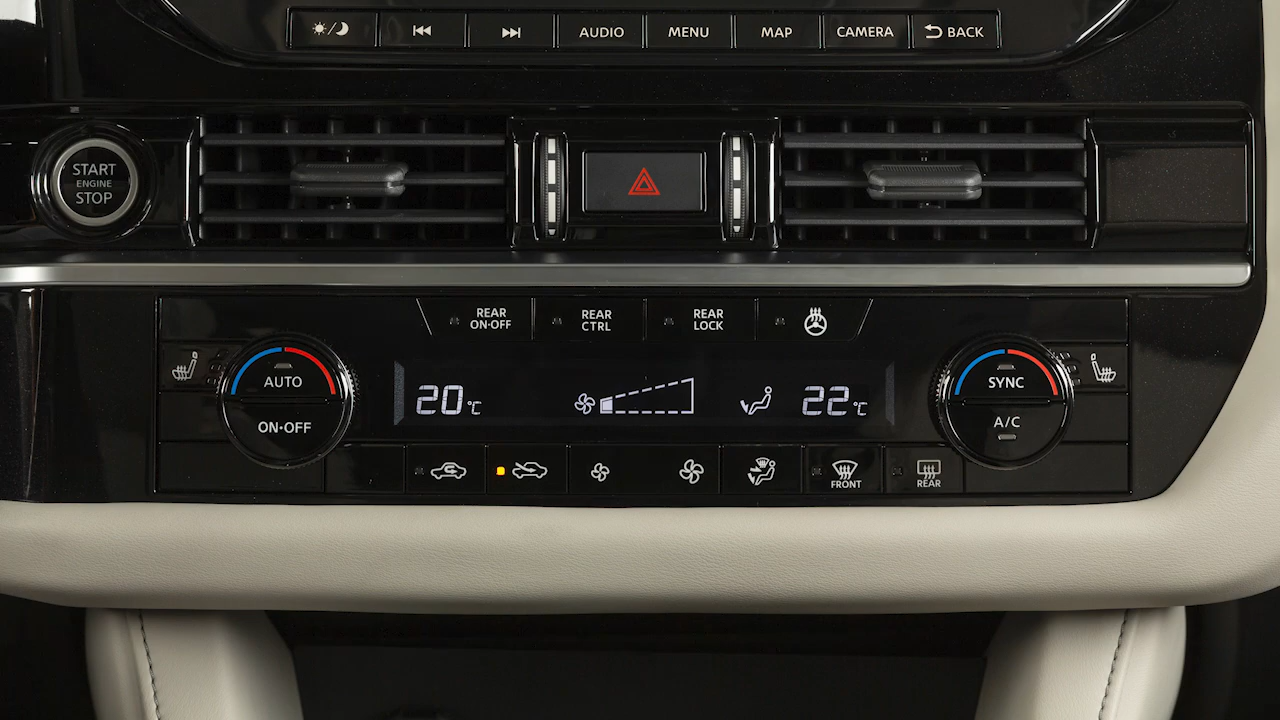 AUDIO
MENU
MAP
CAMERA
BACK
START
ENGINE
STOP
REAR
ON·OFF
REAR
CTRL
REAR
LOCK
AUTO
ON·OFF
20°C
22°C
SYNC
A/C
FRONT
REAR